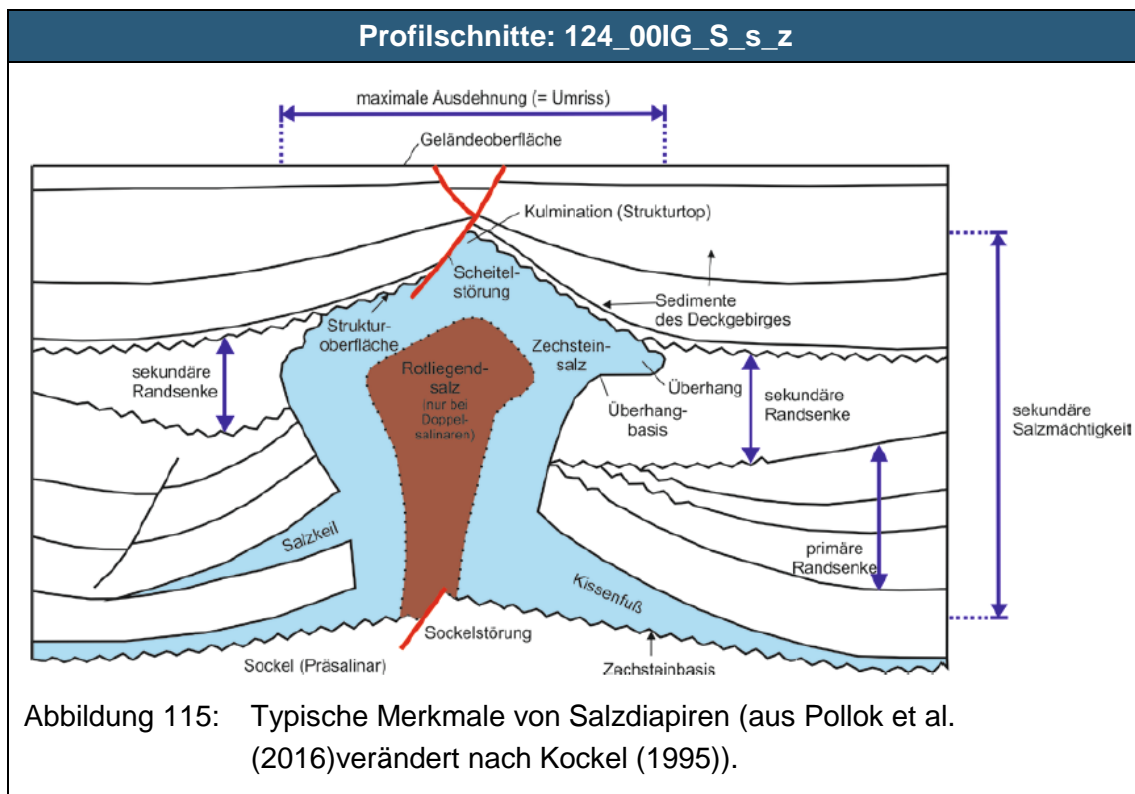 Profilschnitte: 124_00IG_S_s_z
maximale Ausdehnung (= Umriss)
Geländeoberfläche
Kulmination (Strukturtop)
Scheitel-
störung
Sedimente
des Deckgebirges
Struktur-
oberfläche
Zechstein-
salz
sekundäre
Randsenke
Rotliegend-
salz
(nur bei
Doppel-
salinaren)
Überhang
Überhang-
basis
sekundäre
Randsenke
sekundäre
Salzmächtigkeit
Salzkeil
primäre
Randsenke
Kissenfuß
Sockelstörung
Sockel (Präsalinar)
Zechsteinbasis
Abbildung 115: Typische Merkmale von Salzdiapiren (aus Pollok et al.
(2016)verändert nach Kockel (1995)).